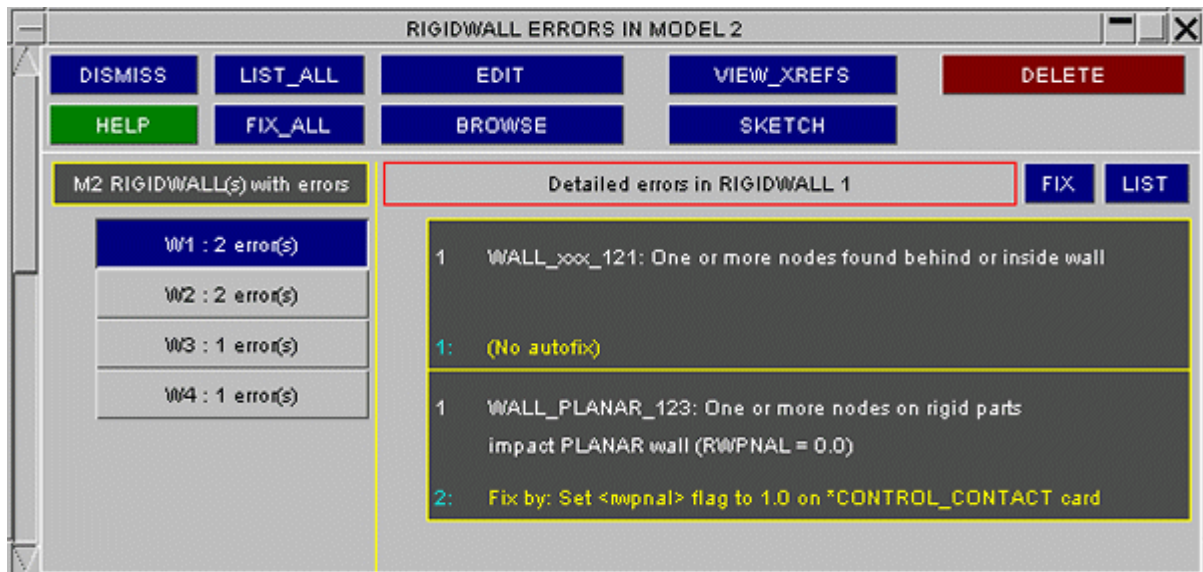 RIGIDWALL ERRORS IN MODEL 2
DISMISS LIST_ALL EDIT VIEW_XREFS DELETE
HELP FIX_ALL BROWSE SKETCH
M2 RIGIDWALL(s) with errors
Detailed errors in RIGIDWALL 1 FIX LIST
W1 : 2 error(s)
W2 : 2 error(s)
W3 : 1 error(s)
W4 : 1 error(s)
1 WALL_xxx_121: One or more nodes found behind or inside wall
1: (No autofix)
1 WALL_PLANAR_123: One or more nodes on rigid parts
impact PLANAR wall (RWPNAL = 0.0)
2: Fix by: Set <rwpnal> flag to 1.0 on *CONTROL_CONTACT card